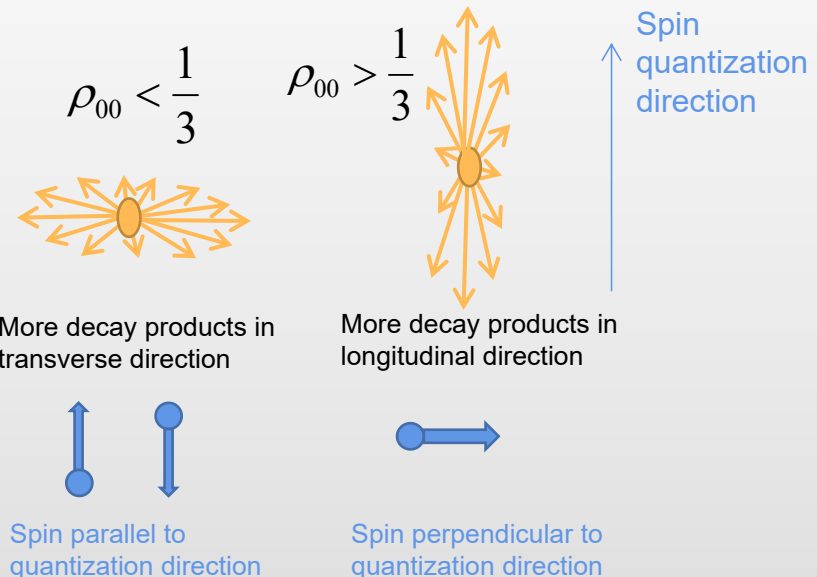 ρ₀₀ < 1/3
ρ₀₀ > 1/3
Spin
quantization
direction
More decay products in
transverse direction
More decay products in
longitudinal direction
Spin parallel to
quantization direction
Spin perpendicular to
quantization direction